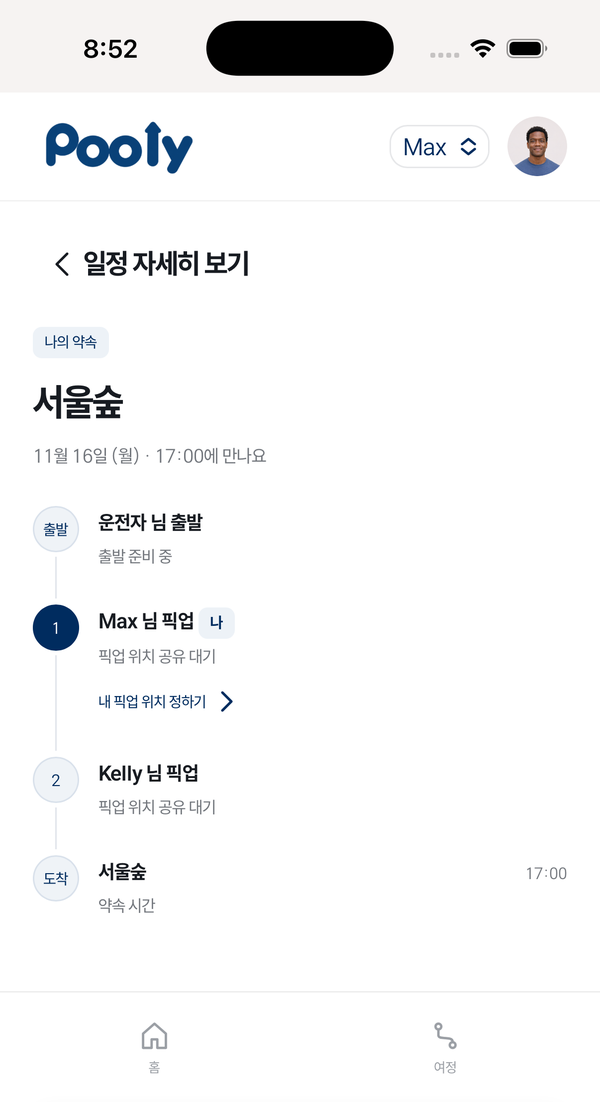 8:52
Pooly
Max
일정 자세히 보기
나의 약속
서울숲
11월 16일 (월) · 17:00에 만나요
출발
운전자 님 출발
출발 준비 중
1
Max 님 픽업 나
픽업 위치 공유 대기
내 픽업 위치 정하기
2
Kelly 님 픽업
픽업 위치 공유 대기
도착
서울숲
17:00
약속 시간
홈
여정